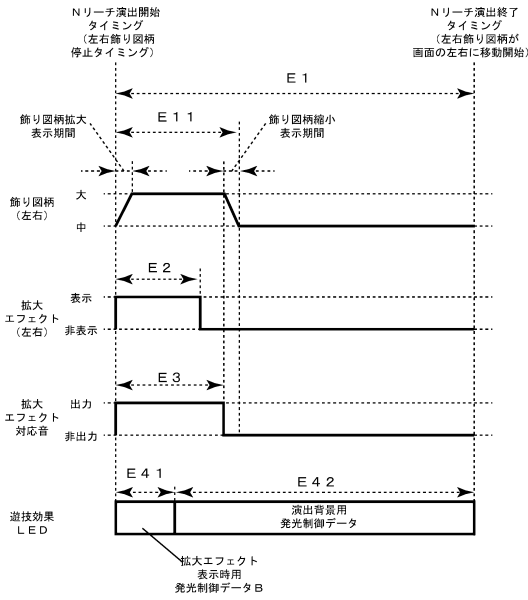 Nリーチ演出開始
タイミング
（左右飾り図柄
停止タイミング）
Nリーチ演出終了
タイミング
（左右飾り図柄が
画面の左右に移動開始）
E1
飾り図柄拡大
表示期間
E11
飾り図柄縮小
表示期間
飾り図柄
（左右）
大
中
E2
拡大
エフェクト
（左右）
表示
非表示
E3
拡大
エフェクト
対応音
出力
非出力
E41
E42
遊技効果
LED
演出背景用
発光制御データ
拡大エフェクト
表示時用
発光制御データB